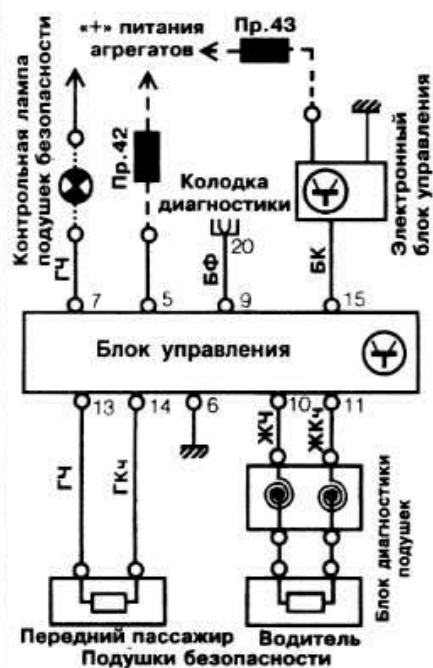 «+» питания
агрегатов
Пр.43
Контрольная лампа
подушек безопасности
Пр.42
Колодка
диагностики
Электронный
блок управления
20
ГЧ
БФ
БК
7
5
9
15
Блок управления
13
14
6
10
11
ГЧ
ГКч
ЖЧ
ЖКч
Блок диагностики
подушек
Передний пассажир
Водитель
Подушки безопасности